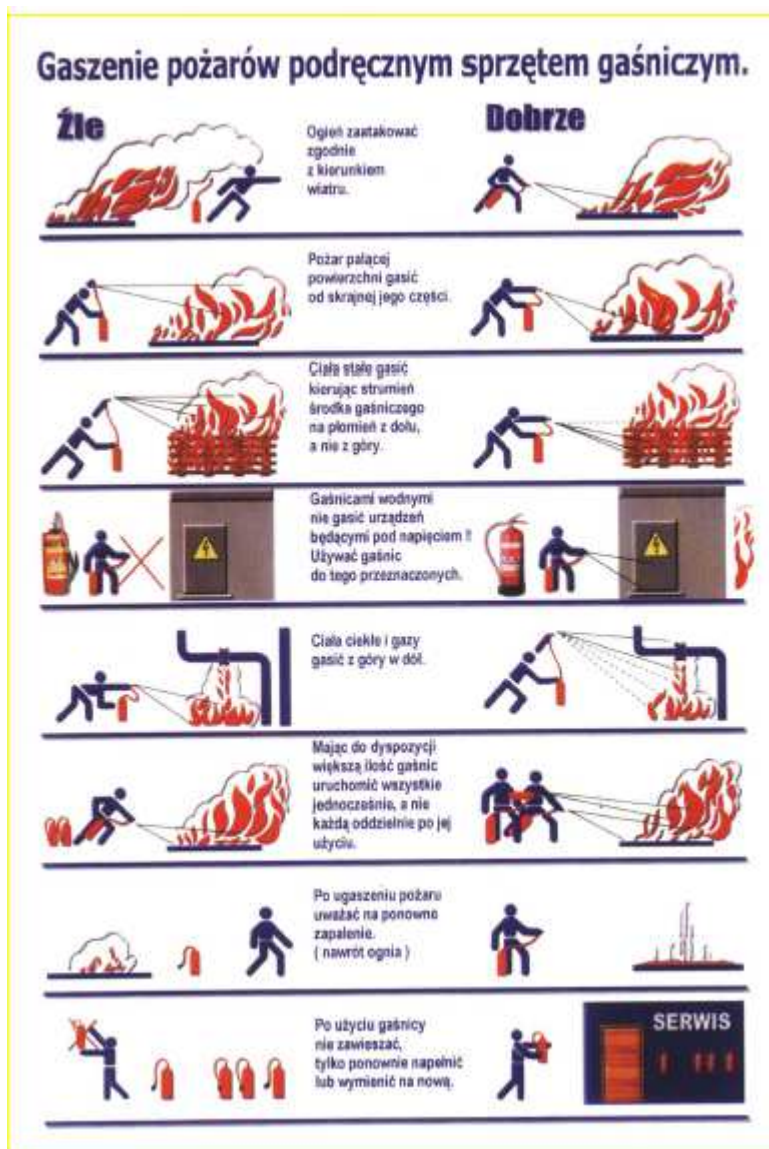 Gaszenie pożarów podręcznym sprzętem gaśniczym.
Źle
Dobrze
Ogień zaatakować
zgodnie
z kierunkiem
wiatru.
Pożar palącej
powierzchni gasić
od skrajnej jego części.
Ciała stałe gasić
kierując strumień
środka gaśniczego
na płomień z dołu,
a nie z góry.
Gaśnicami wodnymi
nie gasić urządzeń
będącymi pod napięciem !!
Używać gaśnic
do tego przeznaczonych.
Ciała ciekłe i gazy
gasić z góry w dół.
Mając do dyspozycji
większą ilość gaśnic
uruchomić wszystkie
jednocześnie, a nie
każdą oddzielnie po jej
użyciu.
Po ugaszeniu pożaru
uważać na ponowne
zapalenie.
( nawrót ognia )
Po użyciu gaśnicy
nie zawieszać,
tylko ponownie napełnić
lub wymienić na nową.
SERWIS